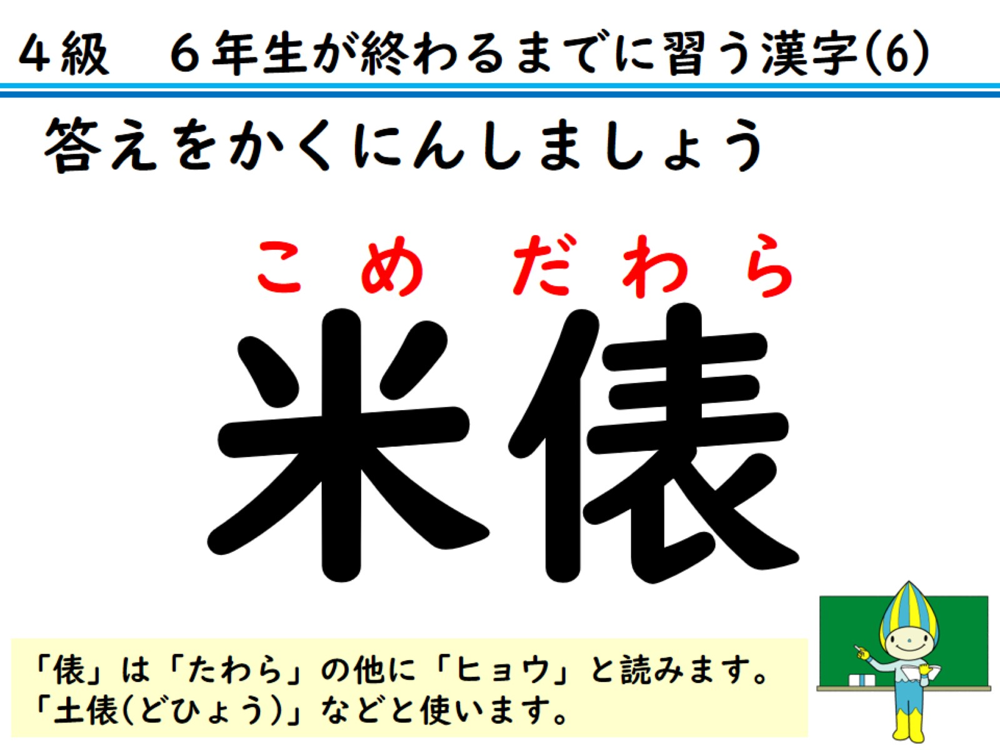 ４級　６年生が終わるまでに習う漢字(6)
答えをかくにんしましょう
こめ だわら
米俵
「俵」は「たわら」の他に「ヒョウ」と読みます。
「土俵(どひょう)」などと使います。